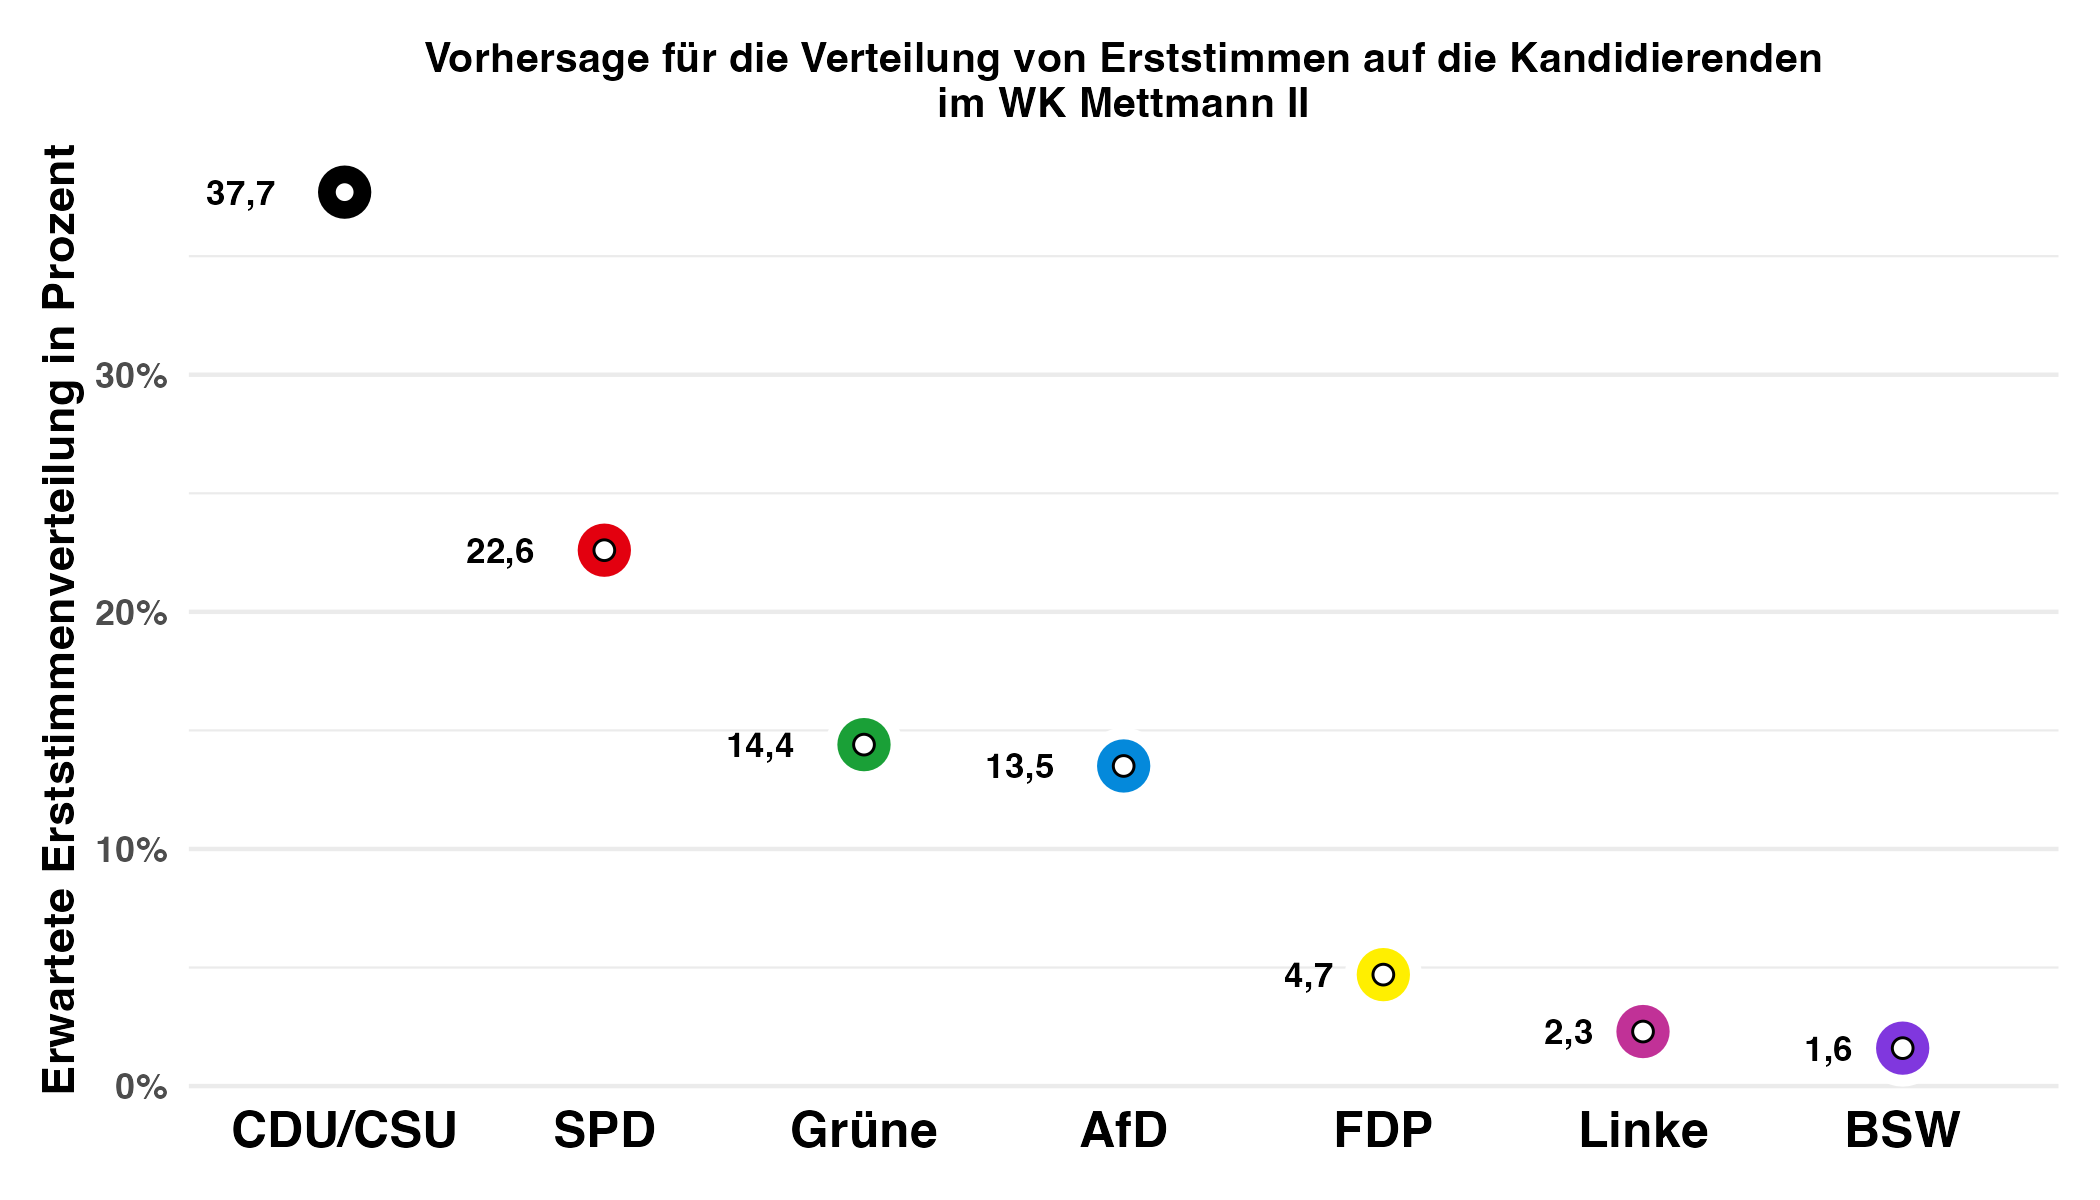 Vorhersage für die Verteilung von Erststimmen auf die Kandidierenden
im WK Mettmann II
Erwartete Erststimmenverteilung in Prozent
37,7
30%
22,6
20%
14,4
13,5
10%
4,7
2,3
1,6
0%
CDU/CSU SPD Grüne AfD FDP Linke BSW